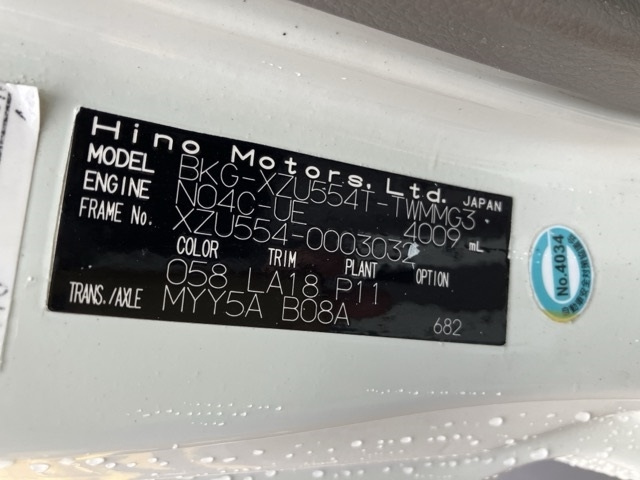 Hino Motors, Ltd. JAPAN
MODEL BKG-XZU554T-TWMMG3
ENGINE N04C-UE 4009 mL
FRAME No. XZU554-0003032
COLOR TRIM PLANT OPTION
058 LA18 P11
TRANS./AXLE MYY5A B08A 682
No.4034